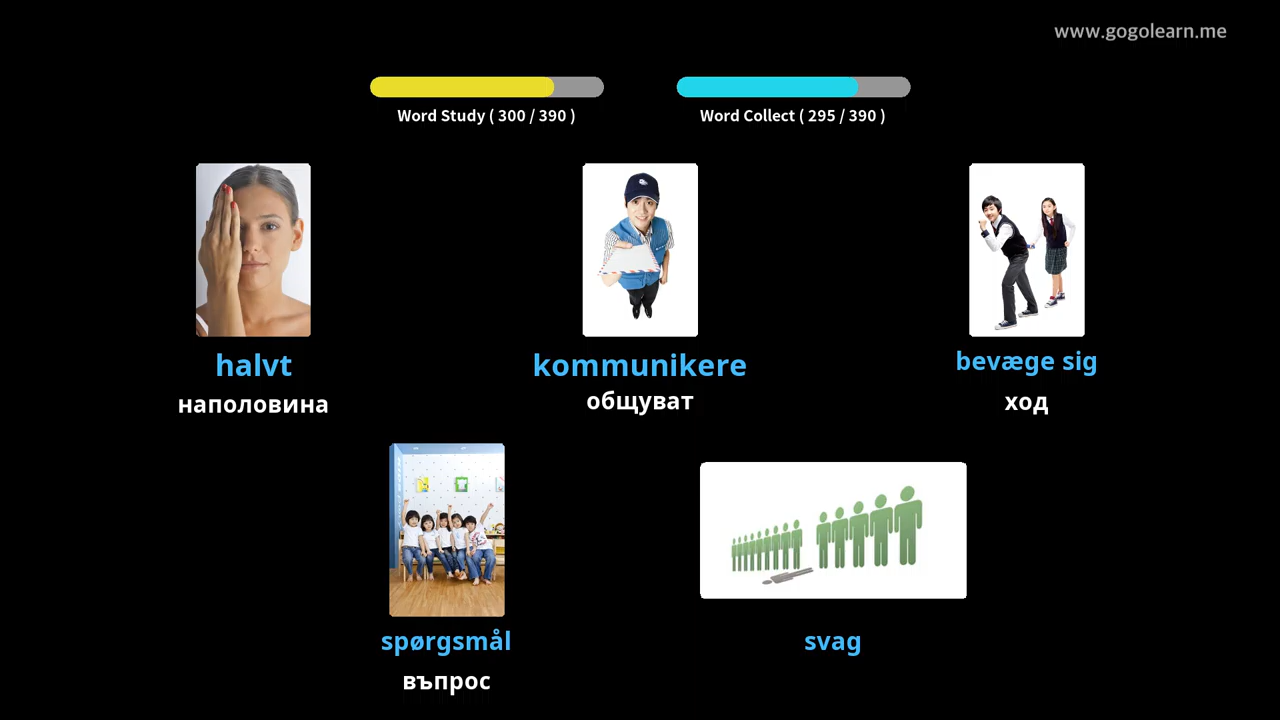 www.gogolearn.me
Word Study ( 300 / 390 )
Word Collect ( 295 / 390 )
halvt
наполовина
kommunikere
общуват
bevæge sig
ход
spørgsmål
въпрос
svag